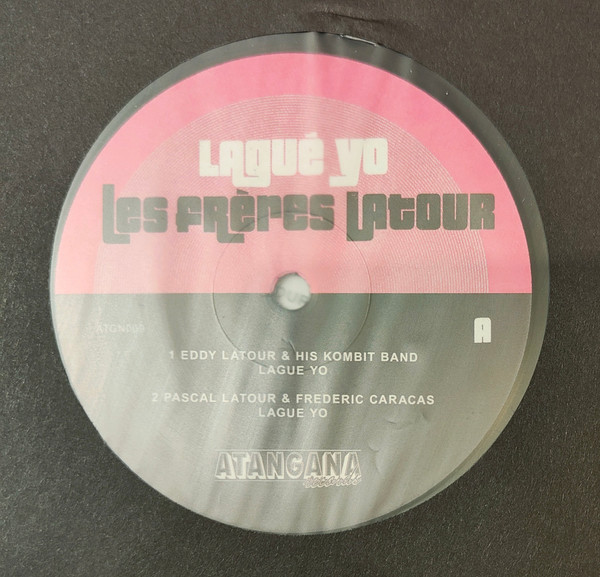 Lagué yo
Les frères Latour
A
1 EDDY LATOUR & HIS KOMBIT BAND
LAGUE YO
2 PASCAL LATOUR & FREDERIC CARACAS
LAGUE YO
ATANGANA
records